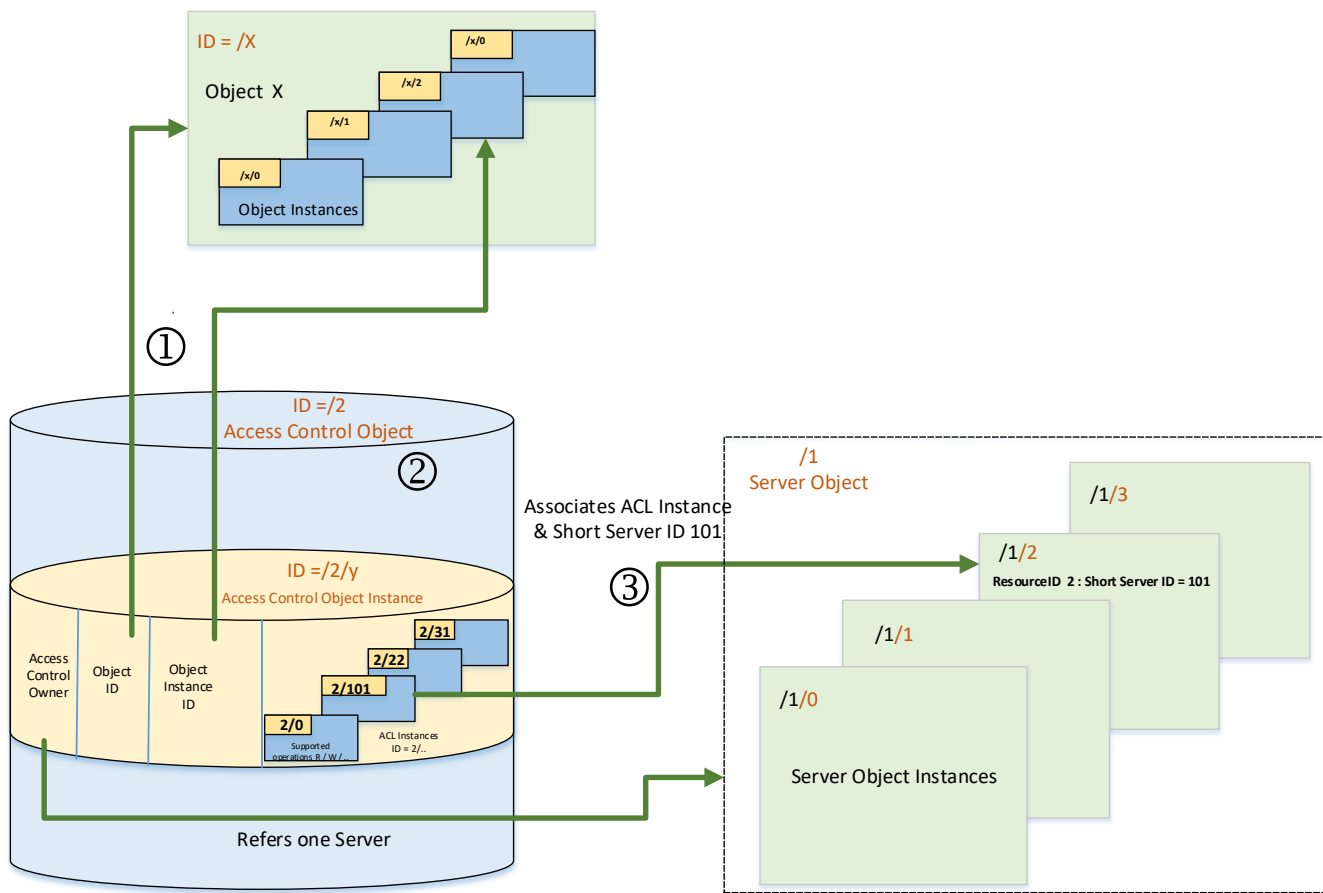 ID = /X
Object X
/x/0
/x/2
/x/1
/x/0
Object Instances
①
ID =/2
Access Control Object
②
ID =/2/y
Access Control Object Instance
Access
Control
Owner
Object
ID
Object
Instance
ID
2/31
2/22
2/101
2/0
Supported
operations R / W / ..
ACL Instances
ID = 2/..
Refers one Server
Associates ACL Instance
& Short Server ID 101
③
/1
Server Object
/1/3
/1/2
ResourceID 2 : Short Server ID = 101
/1/1
/1/0
Server Object Instances